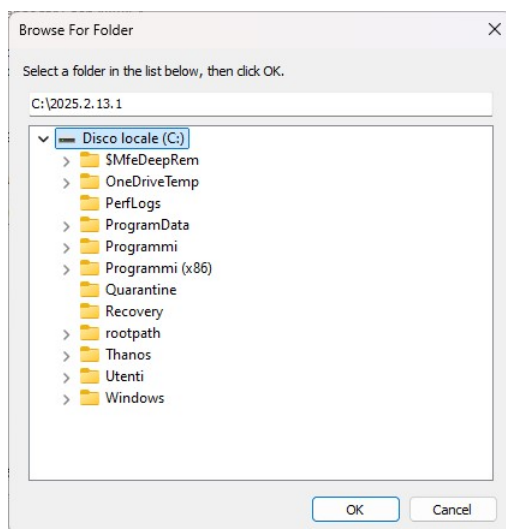 Browse For Folder
Select a folder in the list below, then click OK.
C:\2025.2.13.1
Disco locale (C:)
$MfeDeepRem
OneDriveTemp
PerfLogs
ProgramData
Programmi
Programmi (x86)
Quarantine
Recovery
rootpath
Thanos
Utenti
Windows
OK Cancel